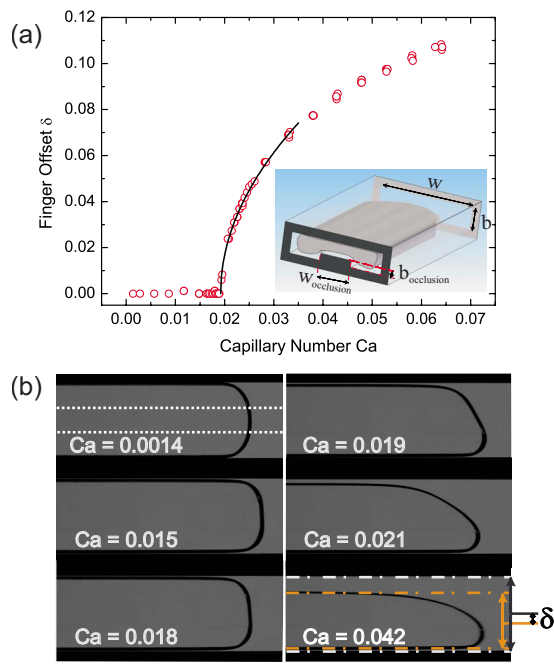 (a)
0.12
0.10
0.08
0.06
0.04
0.02
0.00
Finger Offset δ
w
b
w occlusion
b occlusion
0.00 0.01 0.02 0.03 0.04 0.05 0.06 0.07
Capillary Number Ca
(b)
Ca = 0.0014
Ca = 0.019
Ca = 0.015
Ca = 0.021
Ca = 0.018
Ca = 0.042
δ